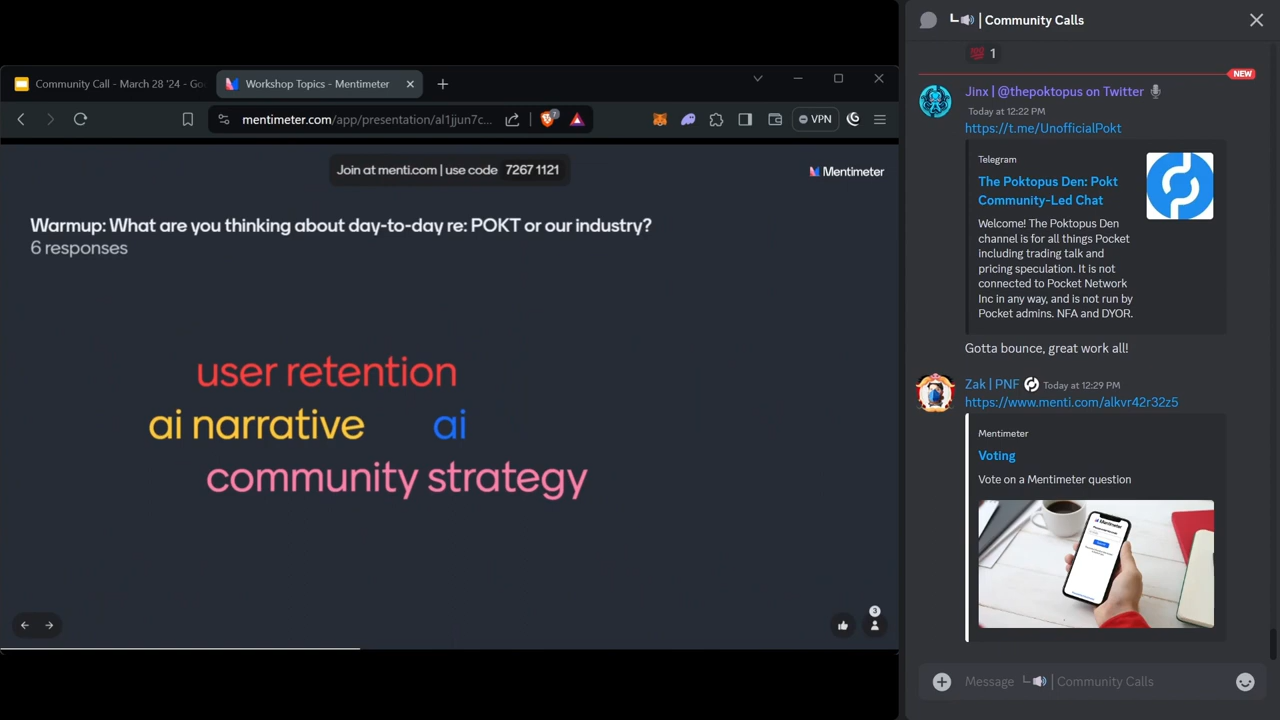 Community Call - March 28 '24 - Go
Workshop Topics - Mentimeter
mentimeter.com/app/presentation/al1jjun7c...
7
VPN
Join at menti.com | use code 7267 1121
Mentimeter
Warmup: What are you thinking about day-to-day re: POKT or our industry?
6 responses
user retention
ai narrative
ai
community strategy
3
Community Calls
💯 1
NEW
Jinx | @thepoktopus on Twitter
Today at 12:22 PM
https://t.me/UnofficialPokt
Telegram
The Poktopus Den: Pokt
Community-Led Chat
Welcome! The Poktopus Den
channel is for all things Pocket
including trading talk and
pricing speculation. It is not
connected to Pocket Network
Inc in any way, and is not run by
Pocket admins. NFA and DYOR.
Gotta bounce, great work all!
Zak | PNF Today at 12:29 PM
https://www.menti.com/alkvr42r32z5
Mentimeter
Voting
Vote on a Mentimeter question
Mentimeter
Message Community Calls